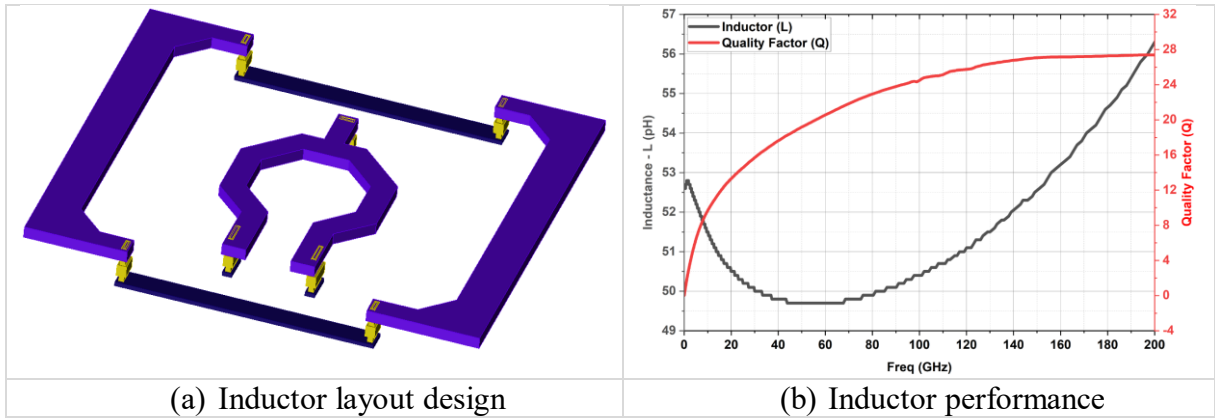 57
56
55
54
53
52
51
50
49
Inductance - L (pH)
Inductor (L)
Quality Factor (Q)
32
28
24
20
16
12
8
4
0
-4
Quality Factor (Q)
0 20 40 60 80 100 120 140 160 180 200
Freq (GHz)
(a) Inductor layout design
(b) Inductor performance